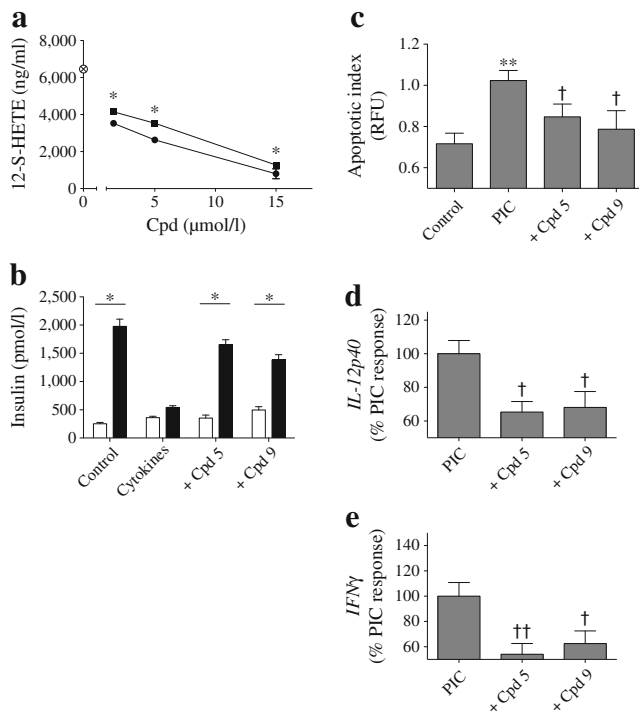 a
12-S-HETE (ng/ml)
8,000
6,000
4,000
2,000
0
* * *
0 5 10 15
Cpd (μmol/l)
b
Insulin (pmol/l)
2,500
2,000
1,500
1,000
500
0
* * *
Control Cytokines + Cpd 5 + Cpd 9
c
Apoptotic index
(RFU)
1.2
1.0
0.8
0.6
** † †
Control PIC + Cpd 5 + Cpd 9
d
IL-12p40
(% PIC response)
120
100
80
60
† †
PIC + Cpd 5 + Cpd 9
e
IFNγ
(% PIC response)
140
120
100
80
60
†† †
PIC + Cpd 5 + Cpd 9